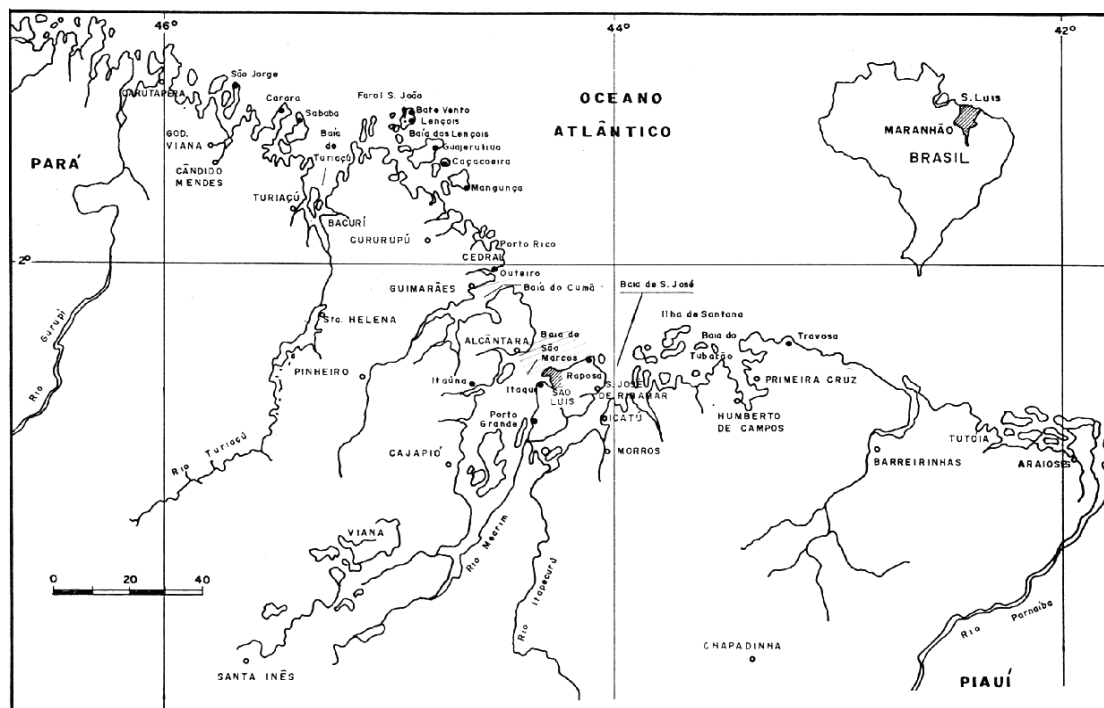 46°
44°
42°
São Jorge
CARUTAPERA
Carara
Sababa
Farol S. João
Bate Vento
Lençois
Baía dos Lençois
Guajerutiua
Caçacoeira
Mangunça
OCEANO
ATLÂNTICO
S. LUIS
MARANHÃO
BRASIL
GOD.
VIANA
CÂNDIDO
MENDES
Baía
de
Turiaçú
PARÁ
TURIAÇÚ
BACURÍ
CURURUPÚ
Porto Rico
CEDRAL
2°
Outeiro
GUIMARÃES
Baía do Cumã
Baia de S. José
Ilha de Santana
Sta. HELENA
ALCÂNTARA
Baia de
São
Marcos
Baia do
Tubarão
Travosa
Rio Gurupí
PINHEIRO
Itaúna
Itaqui
Raposa
SÃO
LUIS
S. JOSÉ
DE RIBAMAR
PRIMEIRA CRUZ
Porto
Grande
ICATÚ
HUMBERTO
DE CAMPOS
TUTÓIA
Rio Turiaçú
CAJAPIÓ
MORROS
BARREIRINHAS
ARAIOSES
VIANA
Rio Mearim
Rio Itapecurú
0 20 40
Rio Parnaíba
CHAPADINHA
SANTA INÊS
PIAUÍ